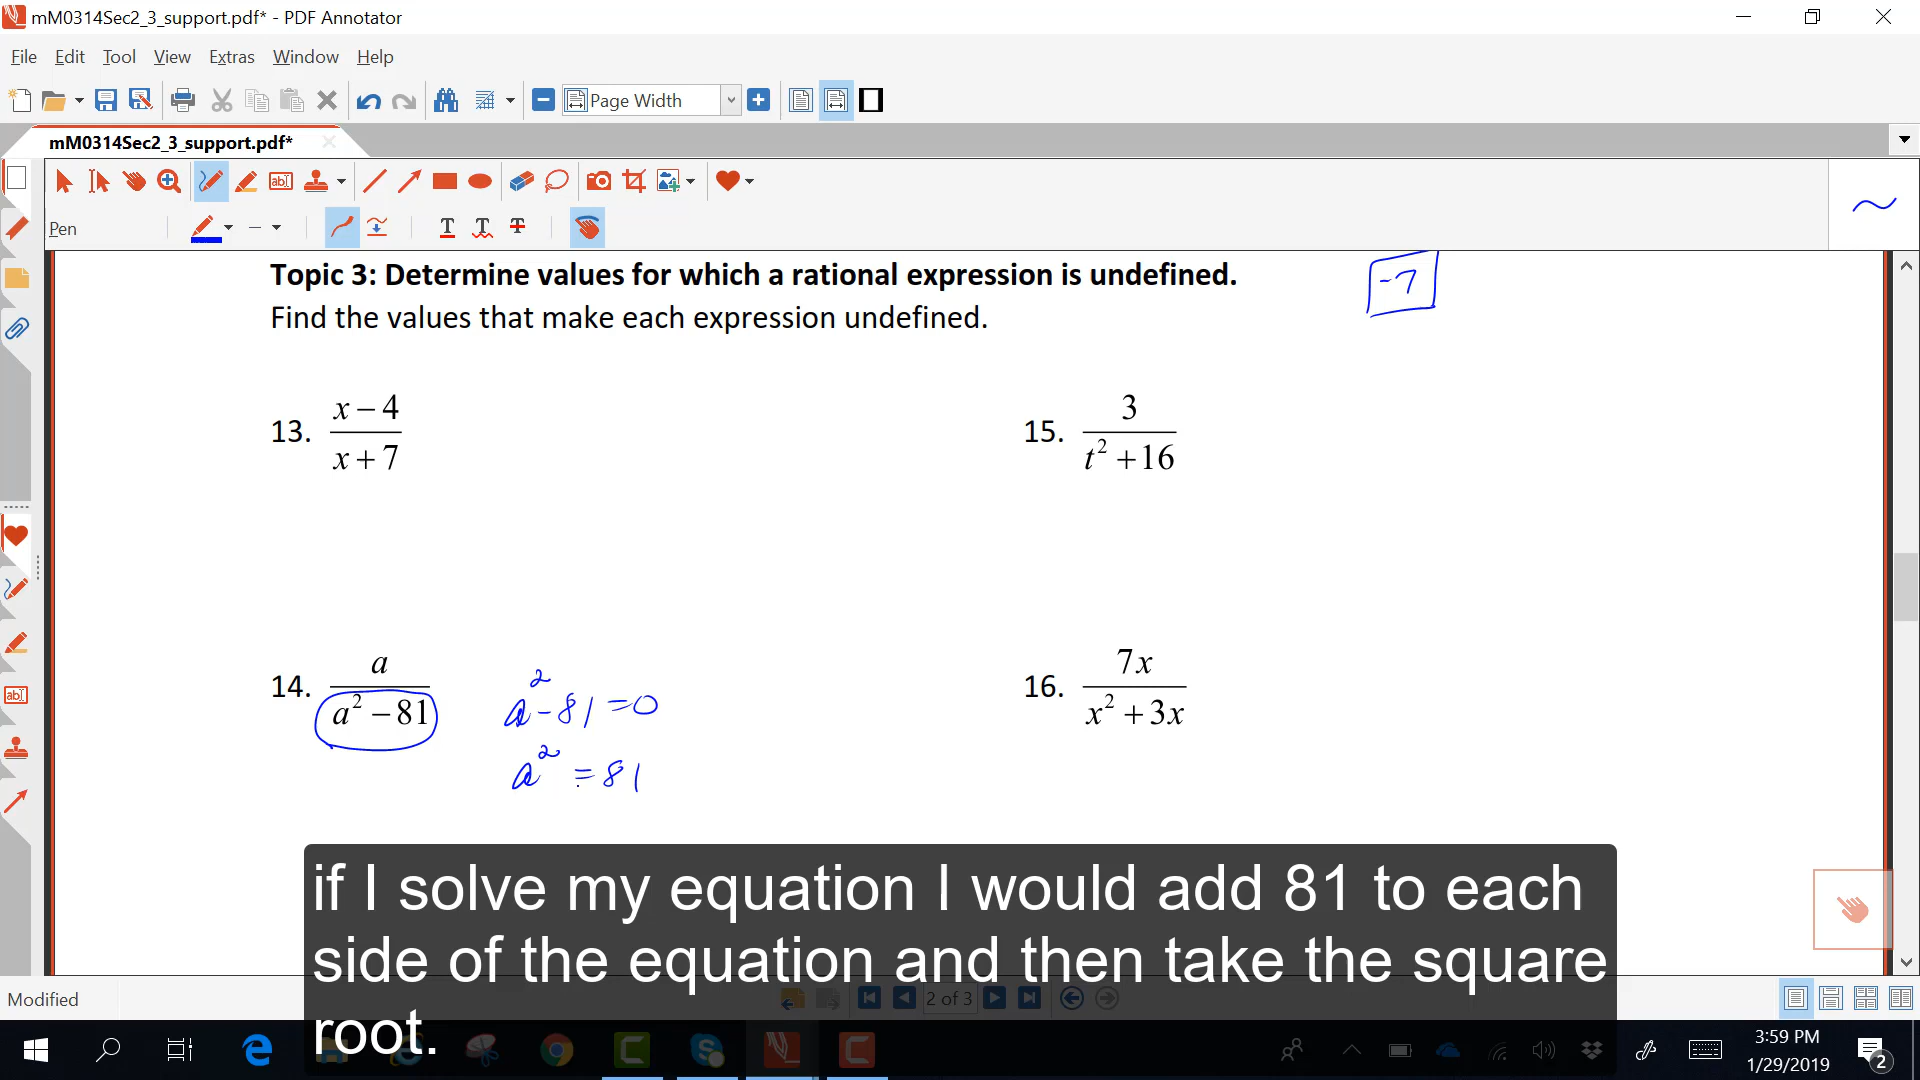 mM0314Sec2_3_support.pdf* - PDF Annotator
File Edit Tool View Extras Window Help
Page Width
mM0314Sec2_3_support.pdf*
Pen
Topic 3: Determine values for which a rational expression is undefined.
-7
Find the values that make each expression undefined.
13. (x − 4)/(x + 7)
15. 3/(t² + 16)
14. a/(a² − 81)
a² - 81 = 0
a² = 81
16. 7x/(x² + 3x)
if I solve my equation I would add 81 to each
side of the equation and then take the square
root.
Modified
2 of 3
3:59 PM
1/29/2019
2